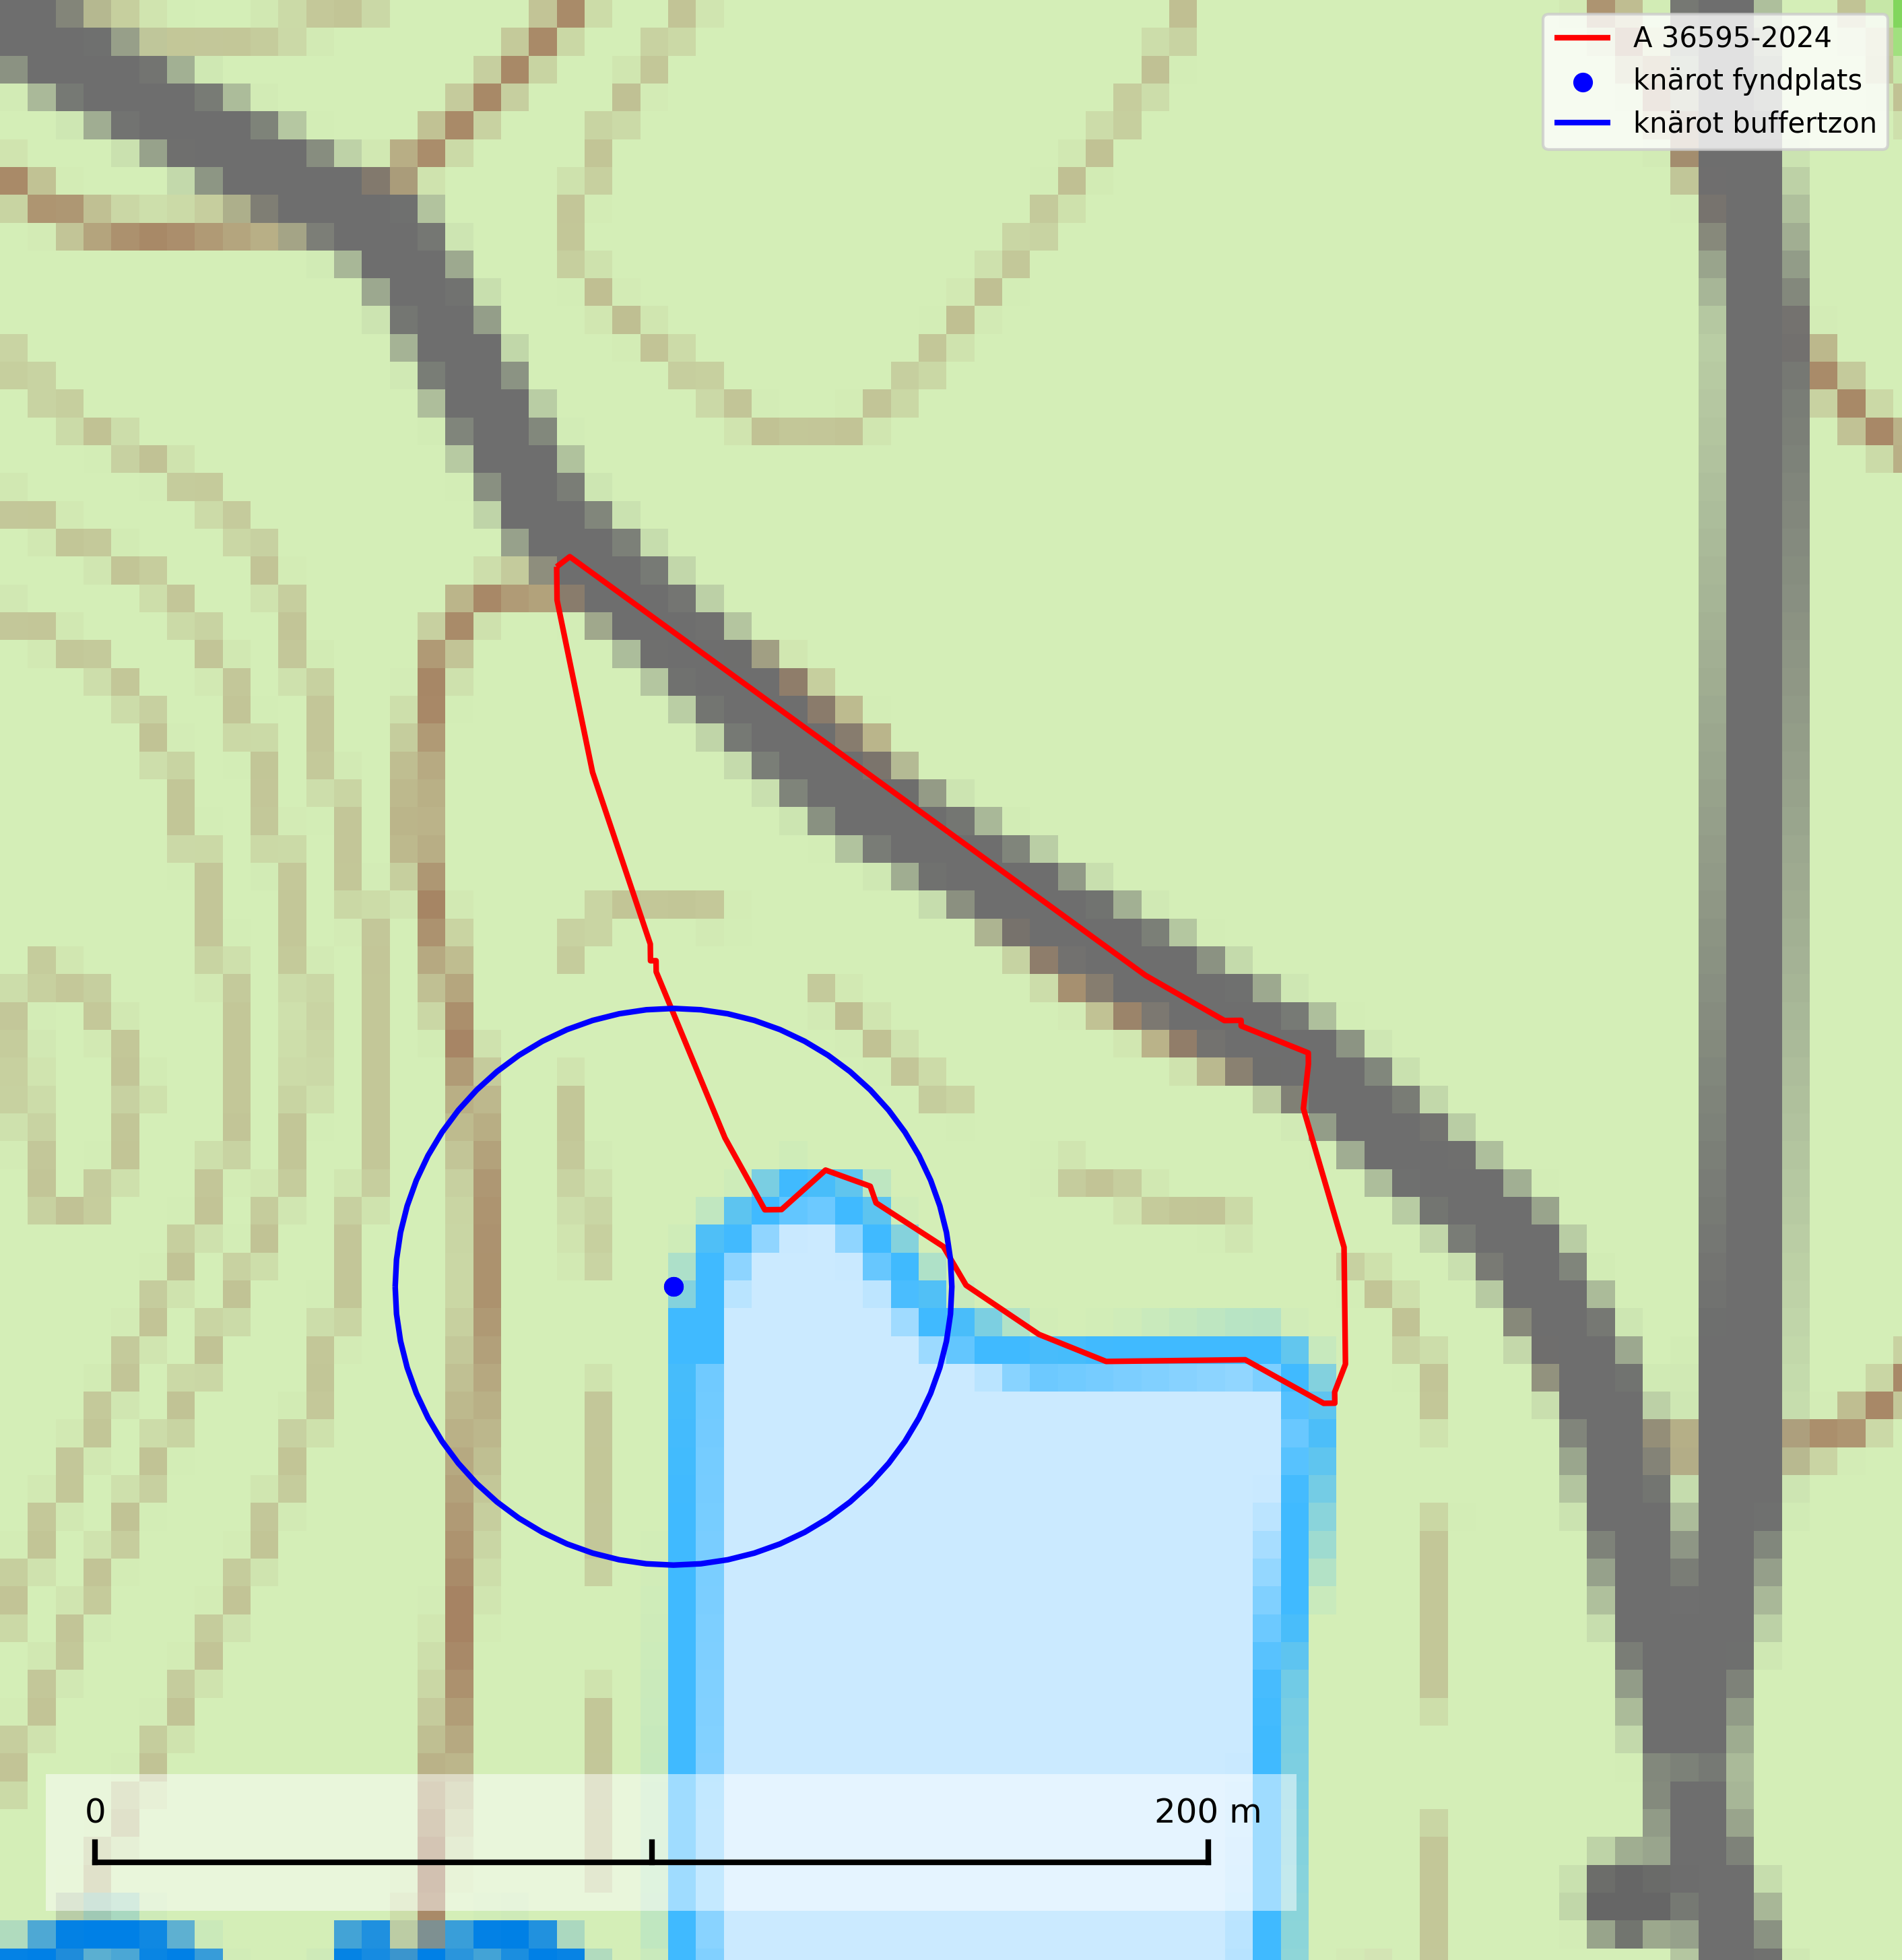 A 36595-2024
knärot fyndplats
knärot buffertzon
0 200 m